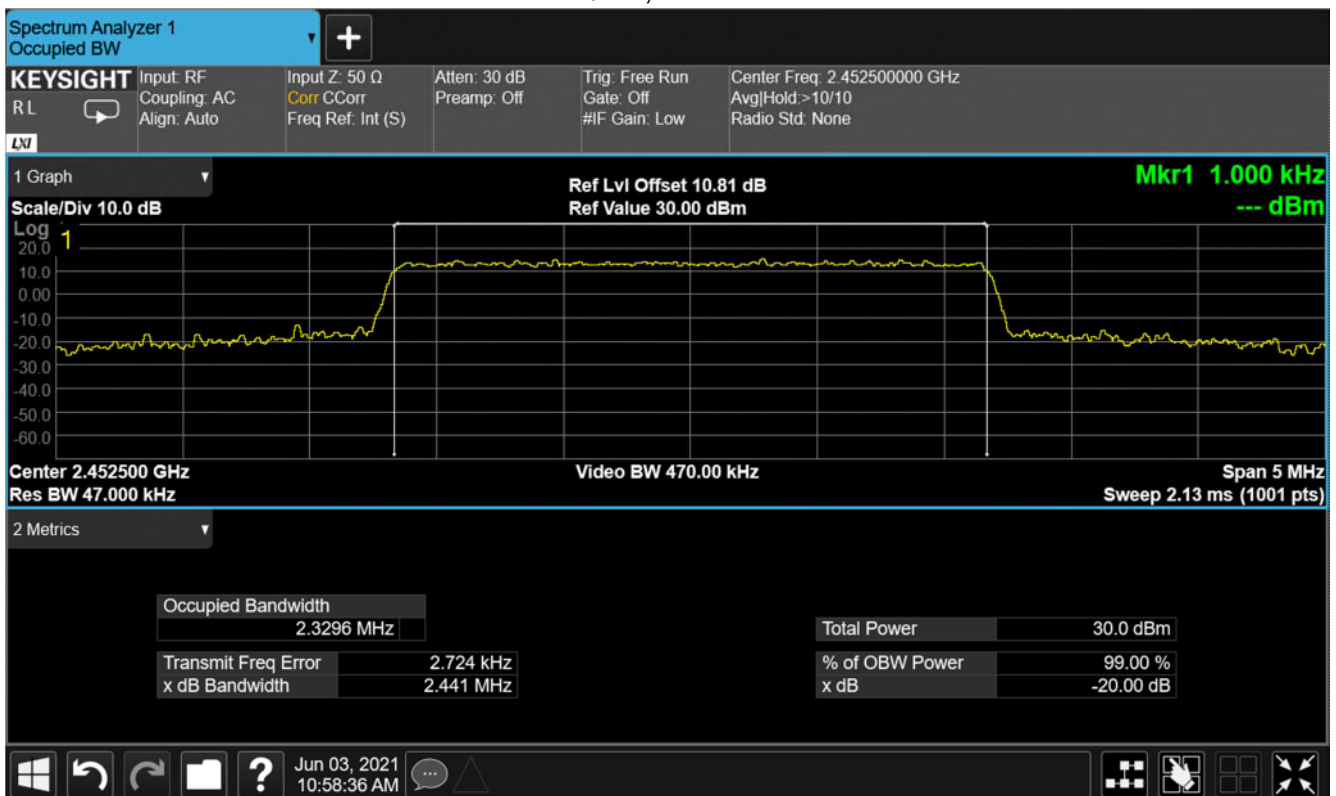 Spectrum Analyzer 1
Occupied BW
KEYSIGHT
RL
LXI
Input: RF
Coupling: AC
Align: Auto
Input Z: 50 Ω
Corr CCorr
Freq Ref: Int (S)
Atten: 30 dB
Preamp: Off
Trig: Free Run
Gate: Off
#IF Gain: Low
Center Freq: 2.452500000 GHz
Avg|Hold:>10/10
Radio Std: None
1 Graph
Scale/Div 10.0 dB
Ref Lvl Offset 10.81 dB
Ref Value 30.00 dBm
Mkr1 1.000 kHz
--- dBm
Log
1
20.0
10.0
0.00
-10.0
-20.0
-30.0
-40.0
-50.0
-60.0
Center 2.452500 GHz
Video BW 470.00 kHz
Span 5 MHz
Res BW 47.000 kHz
Sweep 2.13 ms (1001 pts)
2 Metrics
Occupied Bandwidth
2.3296 MHz
Total Power 30.0 dBm
Transmit Freq Error 2.724 kHz
% of OBW Power 99.00 %
x dB Bandwidth 2.441 MHz
x dB -20.00 dB
?
Jun 03, 2021
10:58:36 AM